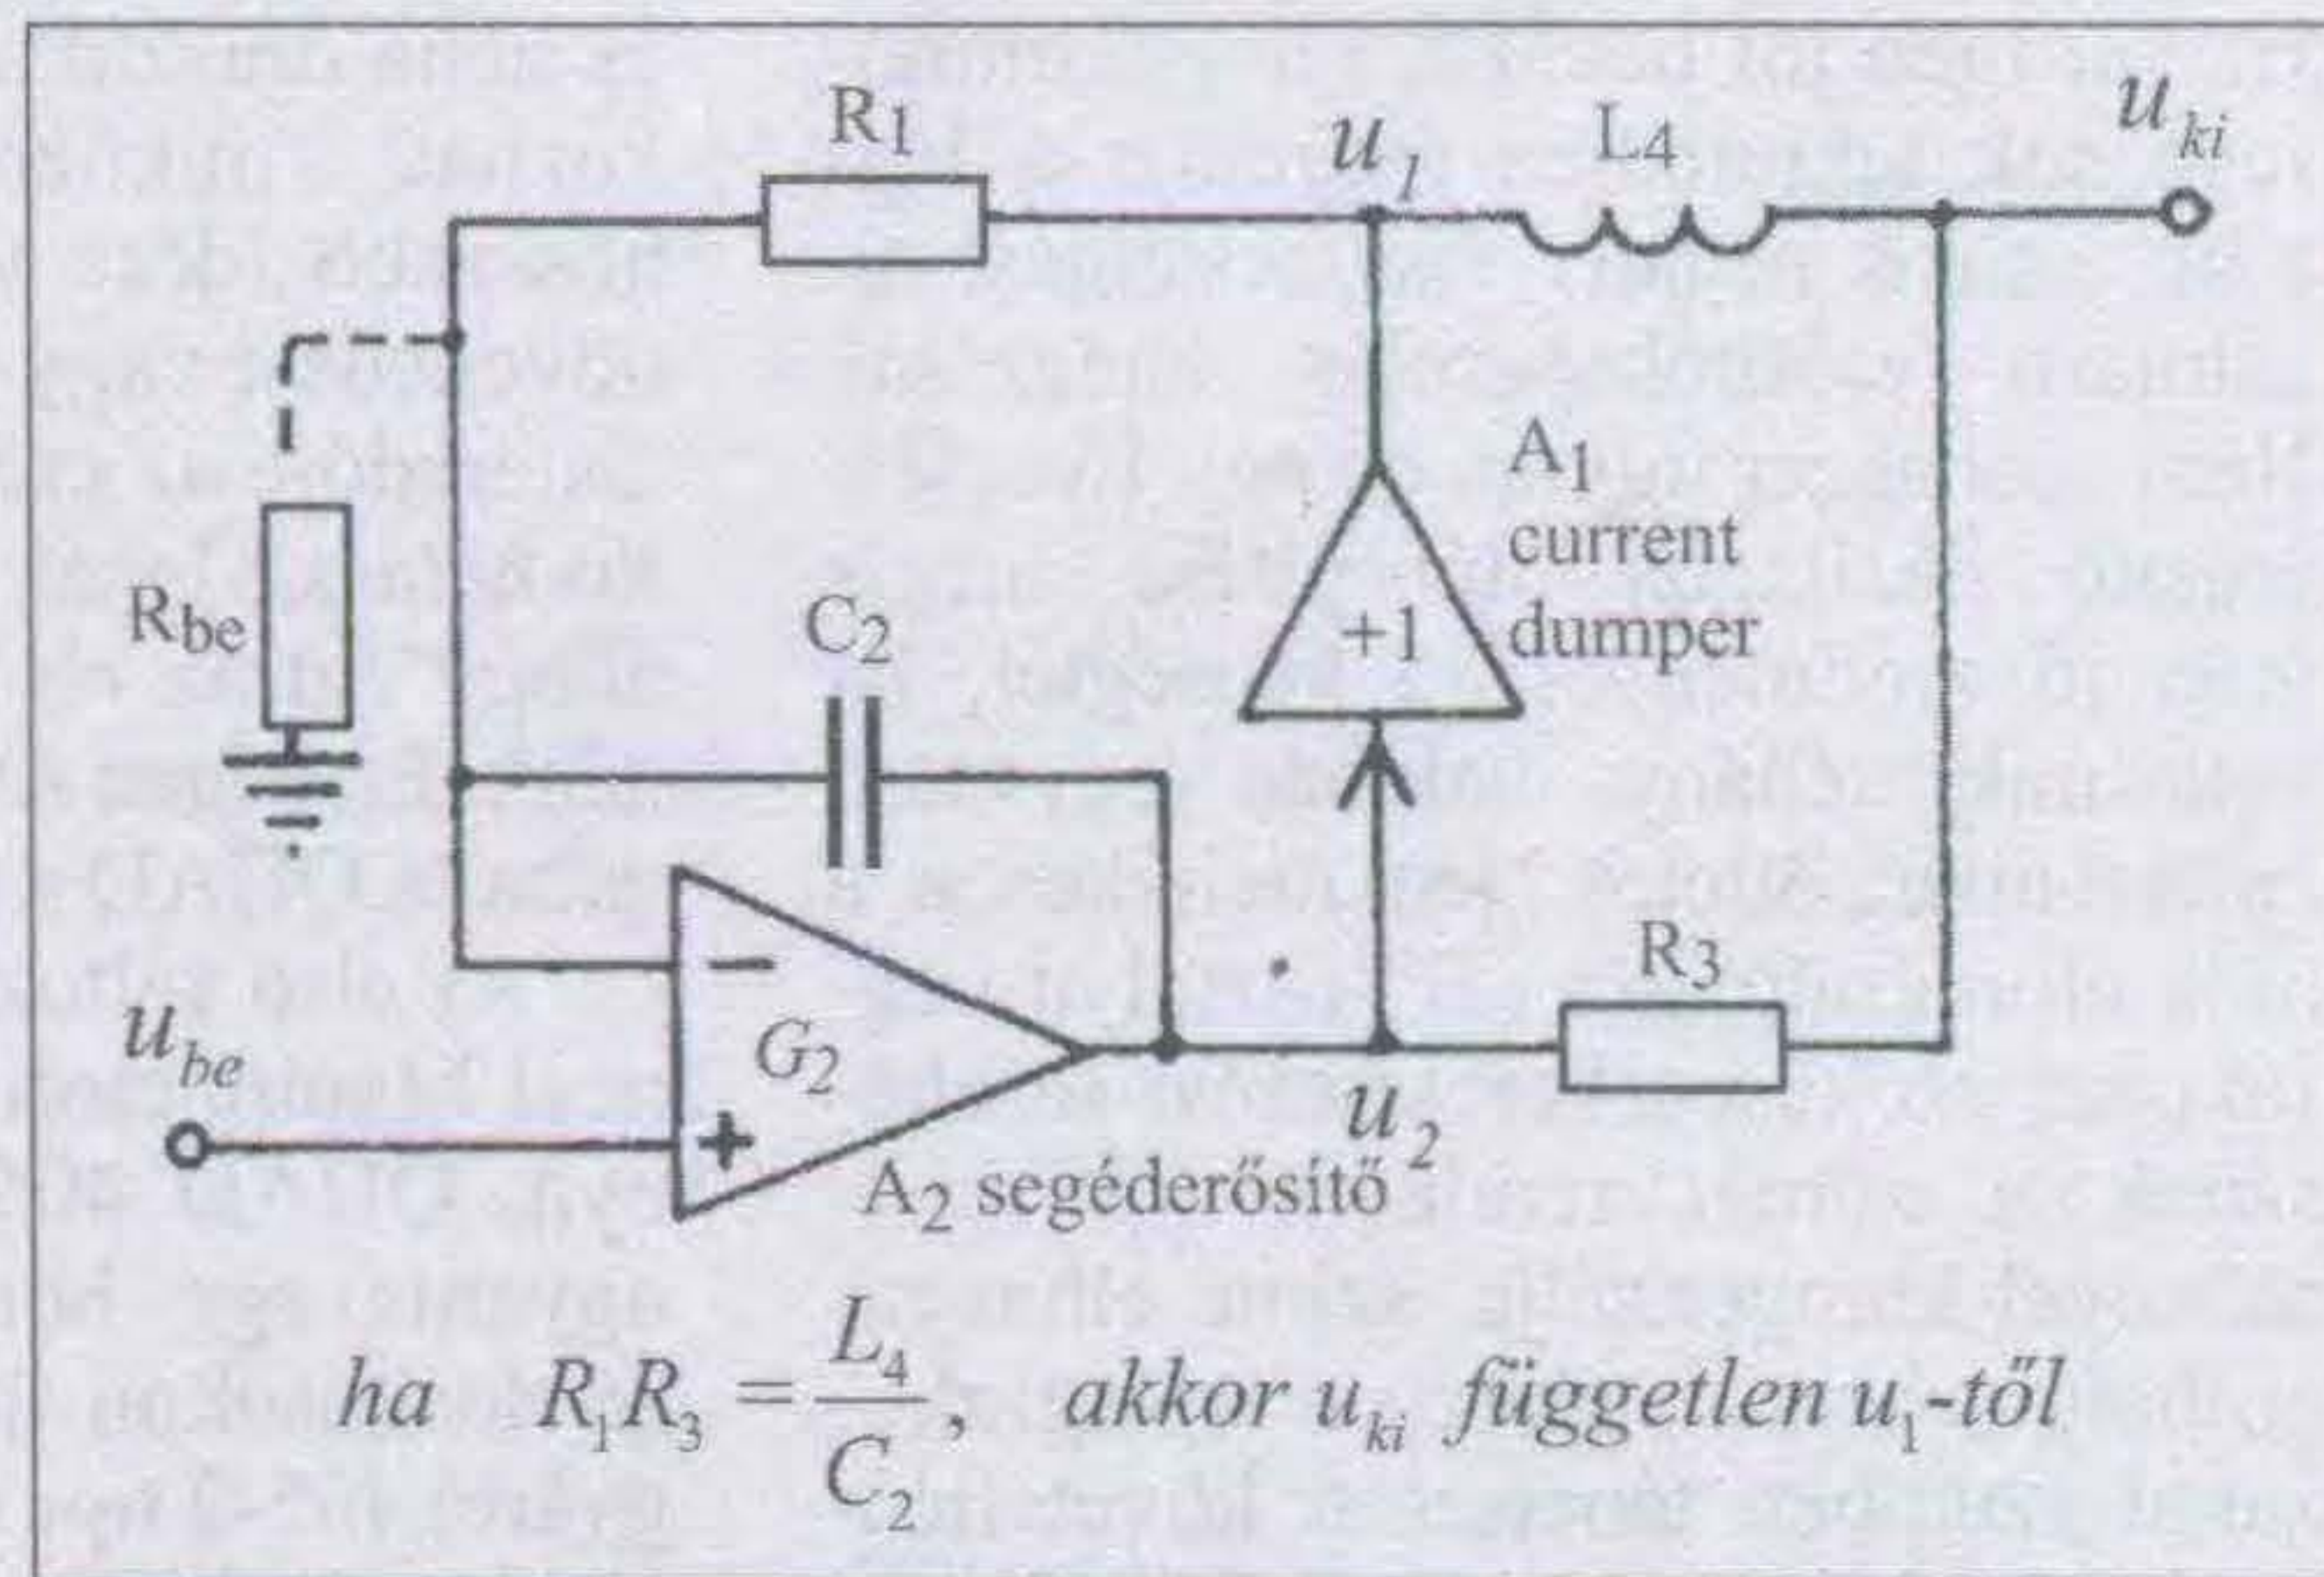 R1
u1
L4
uki
Rbe
C2
A1
current
dumper
+1
−
G2
+
ube
R3
u2
A2 segéderősítő
ha R1R3 = L4/C2, akkor uki független u1-től